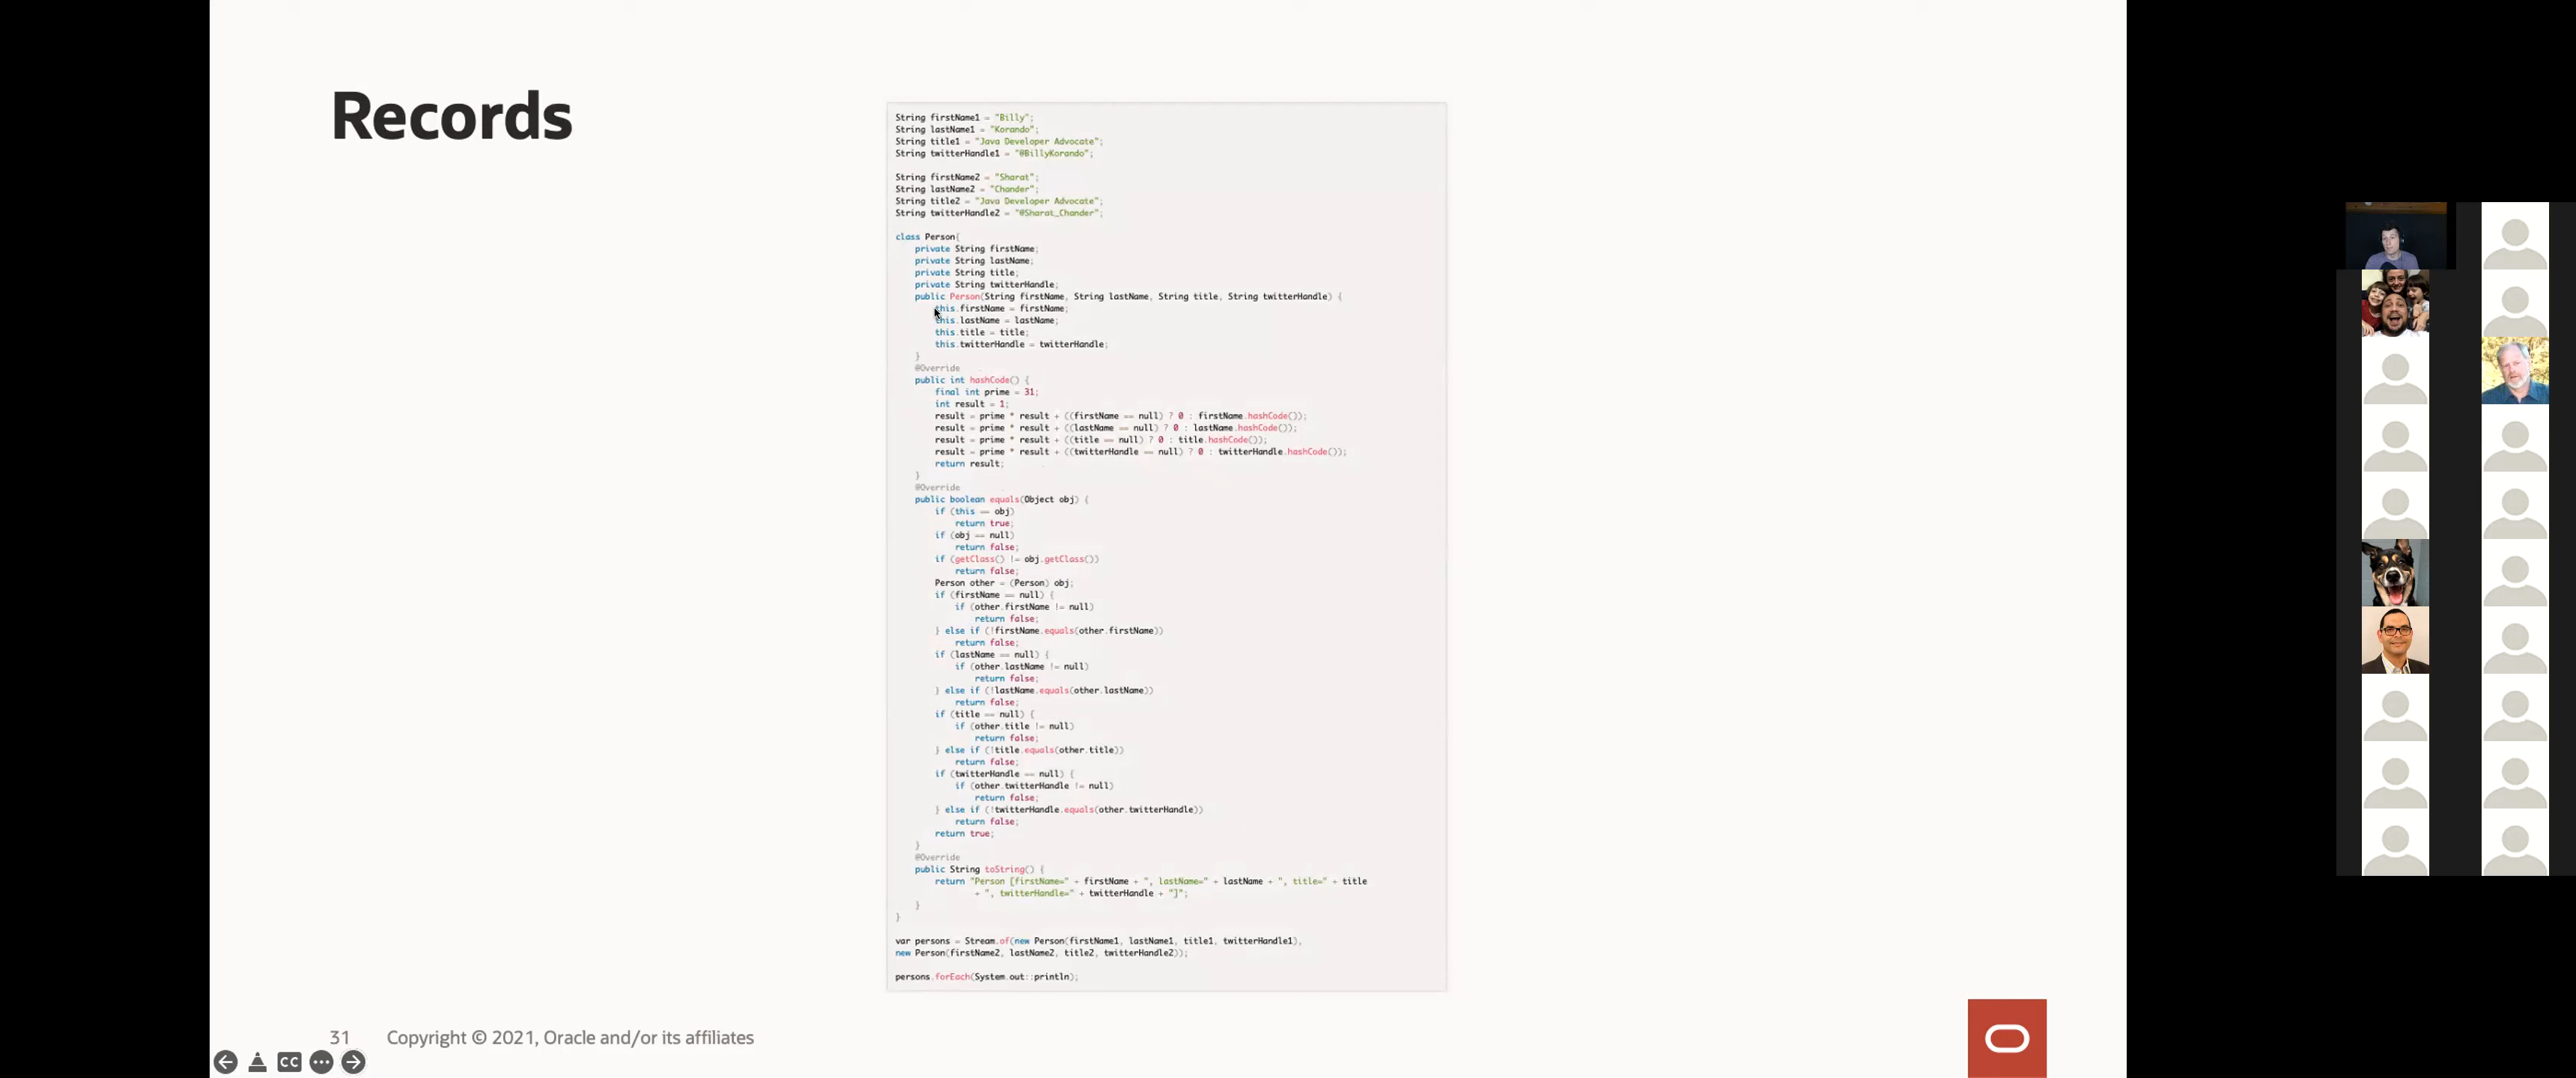 Records
String firstName1 = "Billy";
String lastName1 = "Korando";
String title1 = "Java Developer Advocate";
String twitterHandle1 = "@BillyKorando";
String firstName2 = "Sharat";
String lastName2 = "Chander";
String title2 = "Java Developer Advocate";
String twitterHandle2 = "@Sharat_Chander";
class Person{
private String firstName;
private String lastName;
private String title;
private String twitterHandle;
public Person(String firstName, String lastName, String title, String twitterHandle) {
this.firstName = firstName;
this.lastName = lastName;
this.title = title;
this.twitterHandle = twitterHandle;
}
@Override
public int hashCode() {
final int prime = 31;
int result = 1;
result = prime * result + ((firstName == null) ? 0 : firstName.hashCode());
result = prime * result + ((lastName == null) ? 0 : lastName.hashCode());
result = prime * result + ((title == null) ? 0 : title.hashCode());
result = prime * result + ((twitterHandle == null) ? 0 : twitterHandle.hashCode());
return result;
}
@Override
public boolean equals(Object obj) {
if (this == obj)
return true;
if (obj == null)
return false;
if (getClass() != obj.getClass())
return false;
Person other = (Person) obj;
if (firstName == null) {
if (other.firstName != null)
return false;
} else if (!firstName.equals(other.firstName))
return false;
if (lastName == null) {
if (other.lastName != null)
return false;
} else if (!lastName.equals(other.lastName))
return false;
if (title == null) {
if (other.title != null)
return false;
} else if (!title.equals(other.title))
return false;
if (twitterHandle == null) {
if (other.twitterHandle != null)
return false;
} else if (!twitterHandle.equals(other.twitterHandle))
return false;
return true;
}
@Override
public String toString() {
return "Person [firstName=" + firstName + ", lastName=" + lastName + ", title=" + title
+ ", twitterHandle=" + twitterHandle + "]";
}
}
var persons = Stream.of(new Person(firstName1, lastName1, title1, twitterHandle1),
new Person(firstName2, lastName2, title2, twitterHandle2));
persons.forEach(System.out::println);
31 Copyright © 2021, Oracle and/or its affiliates
CC